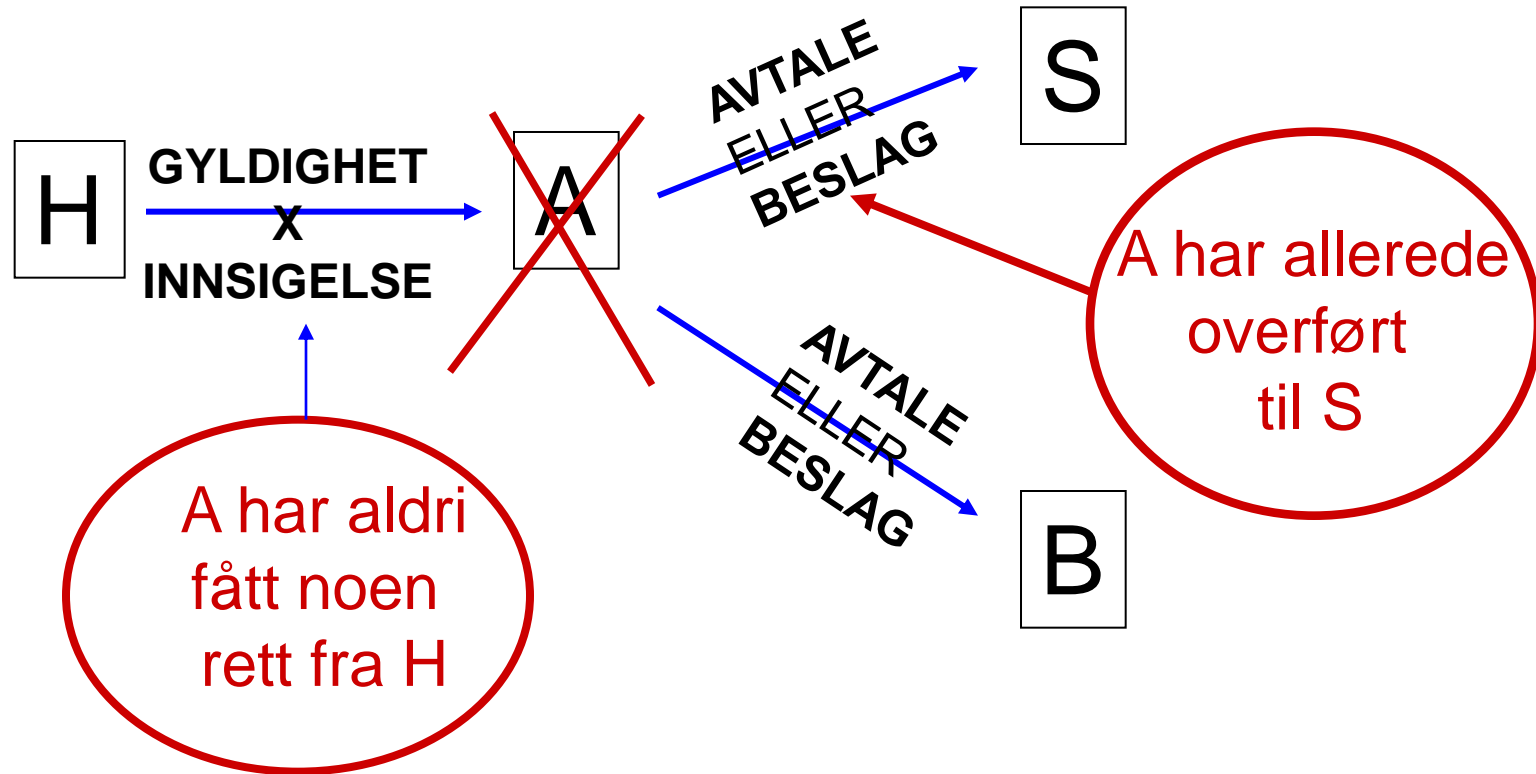 H
GYLDIGHET
X
INNSIGELSE
A
AVTALE
ELLER
BESLAG
S
A har allerede
overført
til S
AVTALE
ELLER
BESLAG
B
A har aldri
fått noen
rett fra H